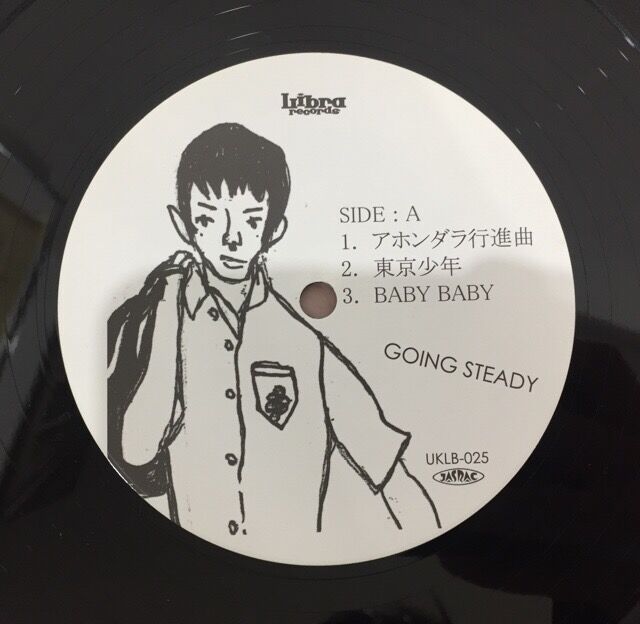 Libra
records
SIDE : A
1. アホンダラ行進曲
2. 東京少年
3. BABY BABY
GOING STEADY
UKLB-025
JASRAC